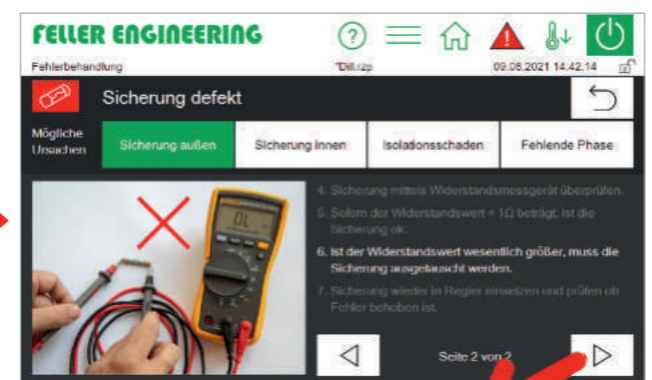 FELLER ENGINEERING
Fehlerbehandlung
09.08.2021 14.42.14
Sicherung defekt
Mögliche
Ursachen
Sicherung außen
Sicherung innen
Isolationsschaden
Fehlende Phase
OL
4. Sicherung mittels Widerstandsmessgerät überprüfen.
5. Sofern der Widerstandswert < 1Ω beträgt, ist die
Sicherung ok.
6. Ist der Widerstandswert wesentlich größer, muss die
Sicherung ausgetauscht werden.
7. Sicherung wieder in Regler einsetzen und prüfen ob
Fehler behoben ist.
Seite 2 von 2